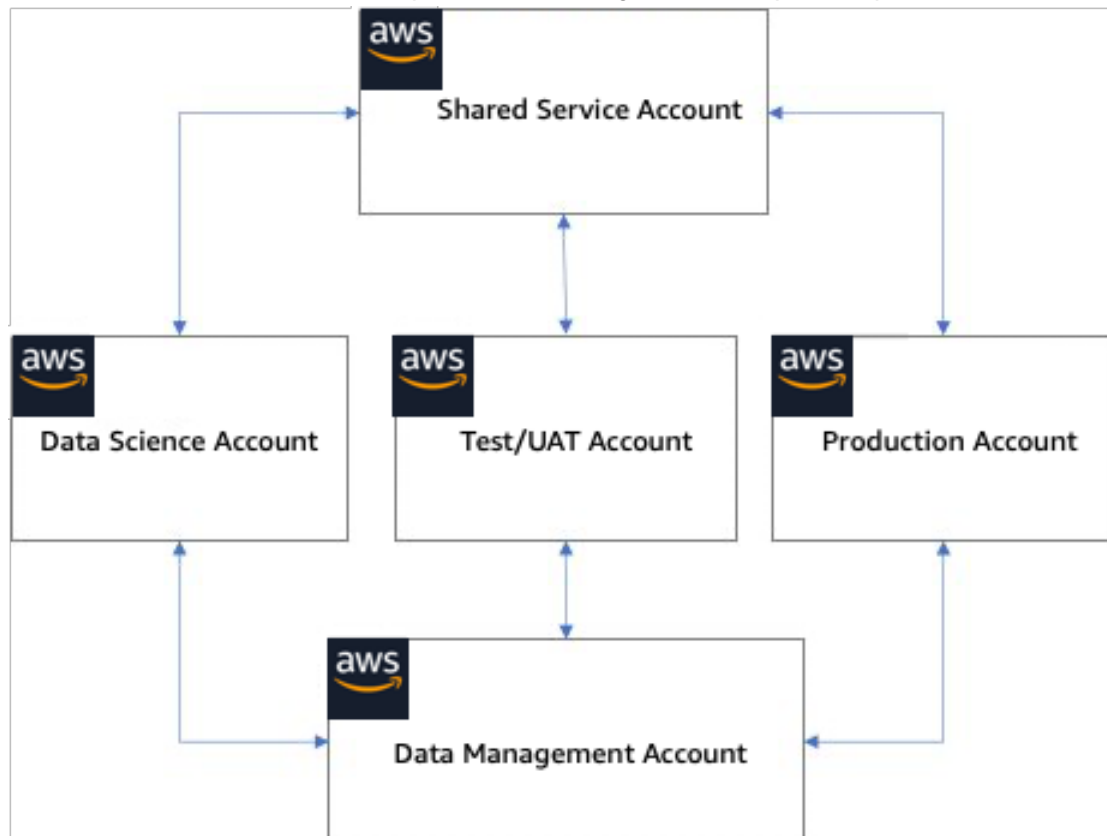 aws
Shared Service Account
aws
aws
aws
Data Science Account
Test/UAT Account
Production Account
aws
Data Management Account